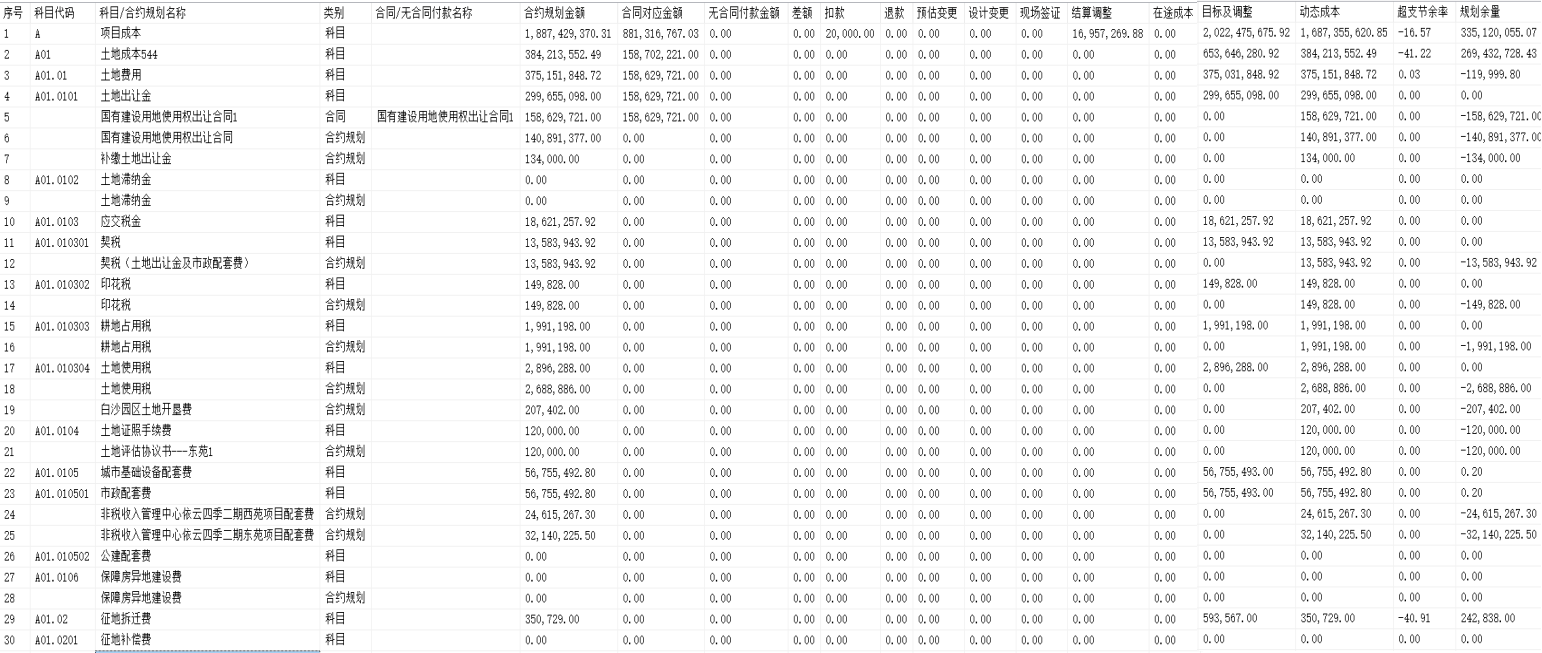 序号 科目代码 科目/合约规划名称 类别 合同/无合同付款名称 合约规划金额 合同对应金额 无合同付款金额 差额 扣款 退款 预估变更 设计变更 现场签证 结算调整 在途成本 目标及调整 动态成本 超支节余率 规划余量
1 A 项目成本 科目 1,887,429,370.31 881,316,767.03 0.00 0.00 20,000.00 0.00 0.00 0.00 0.00 16,957,269.88 0.00 2,022,475,675.92 1,687,355,620.85 -16.57 335,120,055.07
2 A01 土地成本544 科目 384,213,552.49 158,702,221.00 0.00 0.00 0.00 0.00 0.00 0.00 0.00 0.00 0.00 653,646,280.92 384,213,552.49 -41.22 269,432,728.43
3 A01.01 土地费用 科目 375,151,848.72 158,629,721.00 0.00 0.00 0.00 0.00 0.00 0.00 0.00 0.00 0.00 375,031,848.92 375,151,848.72 0.03 -119,999.80
4 A01.0101 土地出让金 科目 299,655,098.00 158,629,721.00 0.00 0.00 0.00 0.00 0.00 0.00 0.00 0.00 0.00 299,655,098.00 299,655,098.00 0.00 0.00
5 国有建设用地使用权出让合同1 合同 国有建设用地使用权出让合同1 158,629,721.00 158,629,721.00 0.00 0.00 0.00 0.00 0.00 0.00 0.00 0.00 0.00 0.00 158,629,721.00 0.00 -158,629,721.00
6 国有建设用地使用权出让合同 合约规划 140,891,377.00 0.00 0.00 0.00 0.00 0.00 0.00 0.00 0.00 0.00 0.00 0.00 140,891,377.00 0.00 -140,891,377.00
7 补缴土地出让金 合约规划 134,000.00 0.00 0.00 0.00 0.00 0.00 0.00 0.00 0.00 0.00 0.00 0.00 134,000.00 0.00 -134,000.00
8 A01.0102 土地滞纳金 科目 0.00 0.00 0.00 0.00 0.00 0.00 0.00 0.00 0.00 0.00 0.00 0.00 0.00 0.00 0.00
9 土地滞纳金 合约规划 0.00 0.00 0.00 0.00 0.00 0.00 0.00 0.00 0.00 0.00 0.00 0.00 0.00 0.00 0.00
10 A01.0103 应交税金 科目 18,621,257.92 0.00 0.00 0.00 0.00 0.00 0.00 0.00 0.00 0.00 0.00 18,621,257.92 18,621,257.92 0.00 0.00
11 A01.010301 契税 科目 13,583,943.92 0.00 0.00 0.00 0.00 0.00 0.00 0.00 0.00 0.00 0.00 13,583,943.92 13,583,943.92 0.00 0.00
12 契税（土地出让金及市政配套费） 合约规划 13,583,943.92 0.00 0.00 0.00 0.00 0.00 0.00 0.00 0.00 0.00 0.00 0.00 13,583,943.92 0.00 -13,583,943.92
13 A01.010302 印花税 科目 149,828.00 0.00 0.00 0.00 0.00 0.00 0.00 0.00 0.00 0.00 0.00 149,828.00 149,828.00 0.00 0.00
14 印花税 合约规划 149,828.00 0.00 0.00 0.00 0.00 0.00 0.00 0.00 0.00 0.00 0.00 0.00 149,828.00 0.00 -149,828.00
15 A01.010303 耕地占用税 科目 1,991,198.00 0.00 0.00 0.00 0.00 0.00 0.00 0.00 0.00 0.00 0.00 1,991,198.00 1,991,198.00 0.00 0.00
16 耕地占用税 合约规划 1,991,198.00 0.00 0.00 0.00 0.00 0.00 0.00 0.00 0.00 0.00 0.00 0.00 1,991,198.00 0.00 -1,991,198.00
17 A01.010304 土地使用税 科目 2,896,288.00 0.00 0.00 0.00 0.00 0.00 0.00 0.00 0.00 0.00 0.00 2,896,288.00 2,896,288.00 0.00 0.00
18 土地使用税 合约规划 2,688,886.00 0.00 0.00 0.00 0.00 0.00 0.00 0.00 0.00 0.00 0.00 0.00 2,688,886.00 0.00 -2,688,886.00
19 白沙园区土地开垦费 合约规划 207,402.00 0.00 0.00 0.00 0.00 0.00 0.00 0.00 0.00 0.00 0.00 0.00 207,402.00 0.00 -207,402.00
20 A01.0104 土地证照手续费 科目 120,000.00 0.00 0.00 0.00 0.00 0.00 0.00 0.00 0.00 0.00 0.00 0.00 120,000.00 0.00 -120,000.00
21 土地评估协议书---东苑1 合约规划 120,000.00 0.00 0.00 0.00 0.00 0.00 0.00 0.00 0.00 0.00 0.00 0.00 120,000.00 0.00 -120,000.00
22 A01.0105 城市基础设备配套费 科目 56,755,492.80 0.00 0.00 0.00 0.00 0.00 0.00 0.00 0.00 0.00 0.00 56,755,493.00 56,755,492.80 0.00 0.20
23 A01.010501 市政配套费 科目 56,755,492.80 0.00 0.00 0.00 0.00 0.00 0.00 0.00 0.00 0.00 0.00 56,755,493.00 56,755,492.80 0.00 0.20
24 非税收入管理中心依云四季二期西苑项目配套费 合约规划 24,615,267.30 0.00 0.00 0.00 0.00 0.00 0.00 0.00 0.00 0.00 0.00 0.00 24,615,267.30 0.00 -24,615,267.30
25 非税收入管理中心依云四季二期东苑项目配套费 合约规划 32,140,225.50 0.00 0.00 0.00 0.00 0.00 0.00 0.00 0.00 0.00 0.00 0.00 32,140,225.50 0.00 -32,140,225.50
26 A01.010502 公建配套费 科目 0.00 0.00 0.00 0.00 0.00 0.00 0.00 0.00 0.00 0.00 0.00 0.00 0.00 0.00 0.00
27 A01.0106 保障房异地建设费 科目 0.00 0.00 0.00 0.00 0.00 0.00 0.00 0.00 0.00 0.00 0.00 0.00 0.00 0.00 0.00
28 保障房异地建设费 合约规划 0.00 0.00 0.00 0.00 0.00 0.00 0.00 0.00 0.00 0.00 0.00 0.00 0.00 0.00 0.00
29 A01.02 征地拆迁费 科目 350,729.00 0.00 0.00 0.00 0.00 0.00 0.00 0.00 0.00 0.00 0.00 593,567.00 350,729.00 -40.91 242,838.00
30 A01.0201 征地补偿费 科目 0.00 0.00 0.00 0.00 0.00 0.00 0.00 0.00 0.00 0.00 0.00 0.00 0.00 0.00 0.00